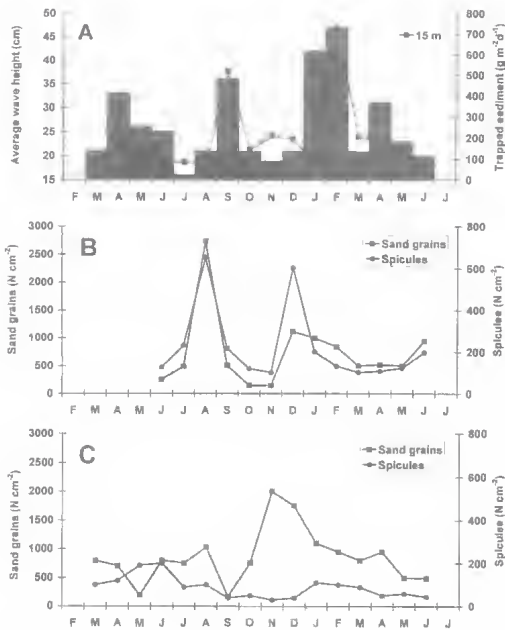 A
15 m
Average wave height (cm)
50
45
40
35
30
25
20
15
Trapped sediment (g m-2d-1)
800
700
600
500
400
300
200
100
0
F M A M J J A S O N D J F M A M J J
B
Sand grains
Spicules
Sand grains (N cm-2)
3000
2500
2000
1500
1000
500
0
Spicules (N cm-2)
800
600
400
200
0
F M A M J J A S O N D J F M A M J J
C
Sand grains
Spicules
Sand grains (N cm-2)
3000
2500
2000
1500
1000
500
0
Spicules (N cm-2)
800
600
400
200
0
F M A M J J A S O N D J F M A M J J